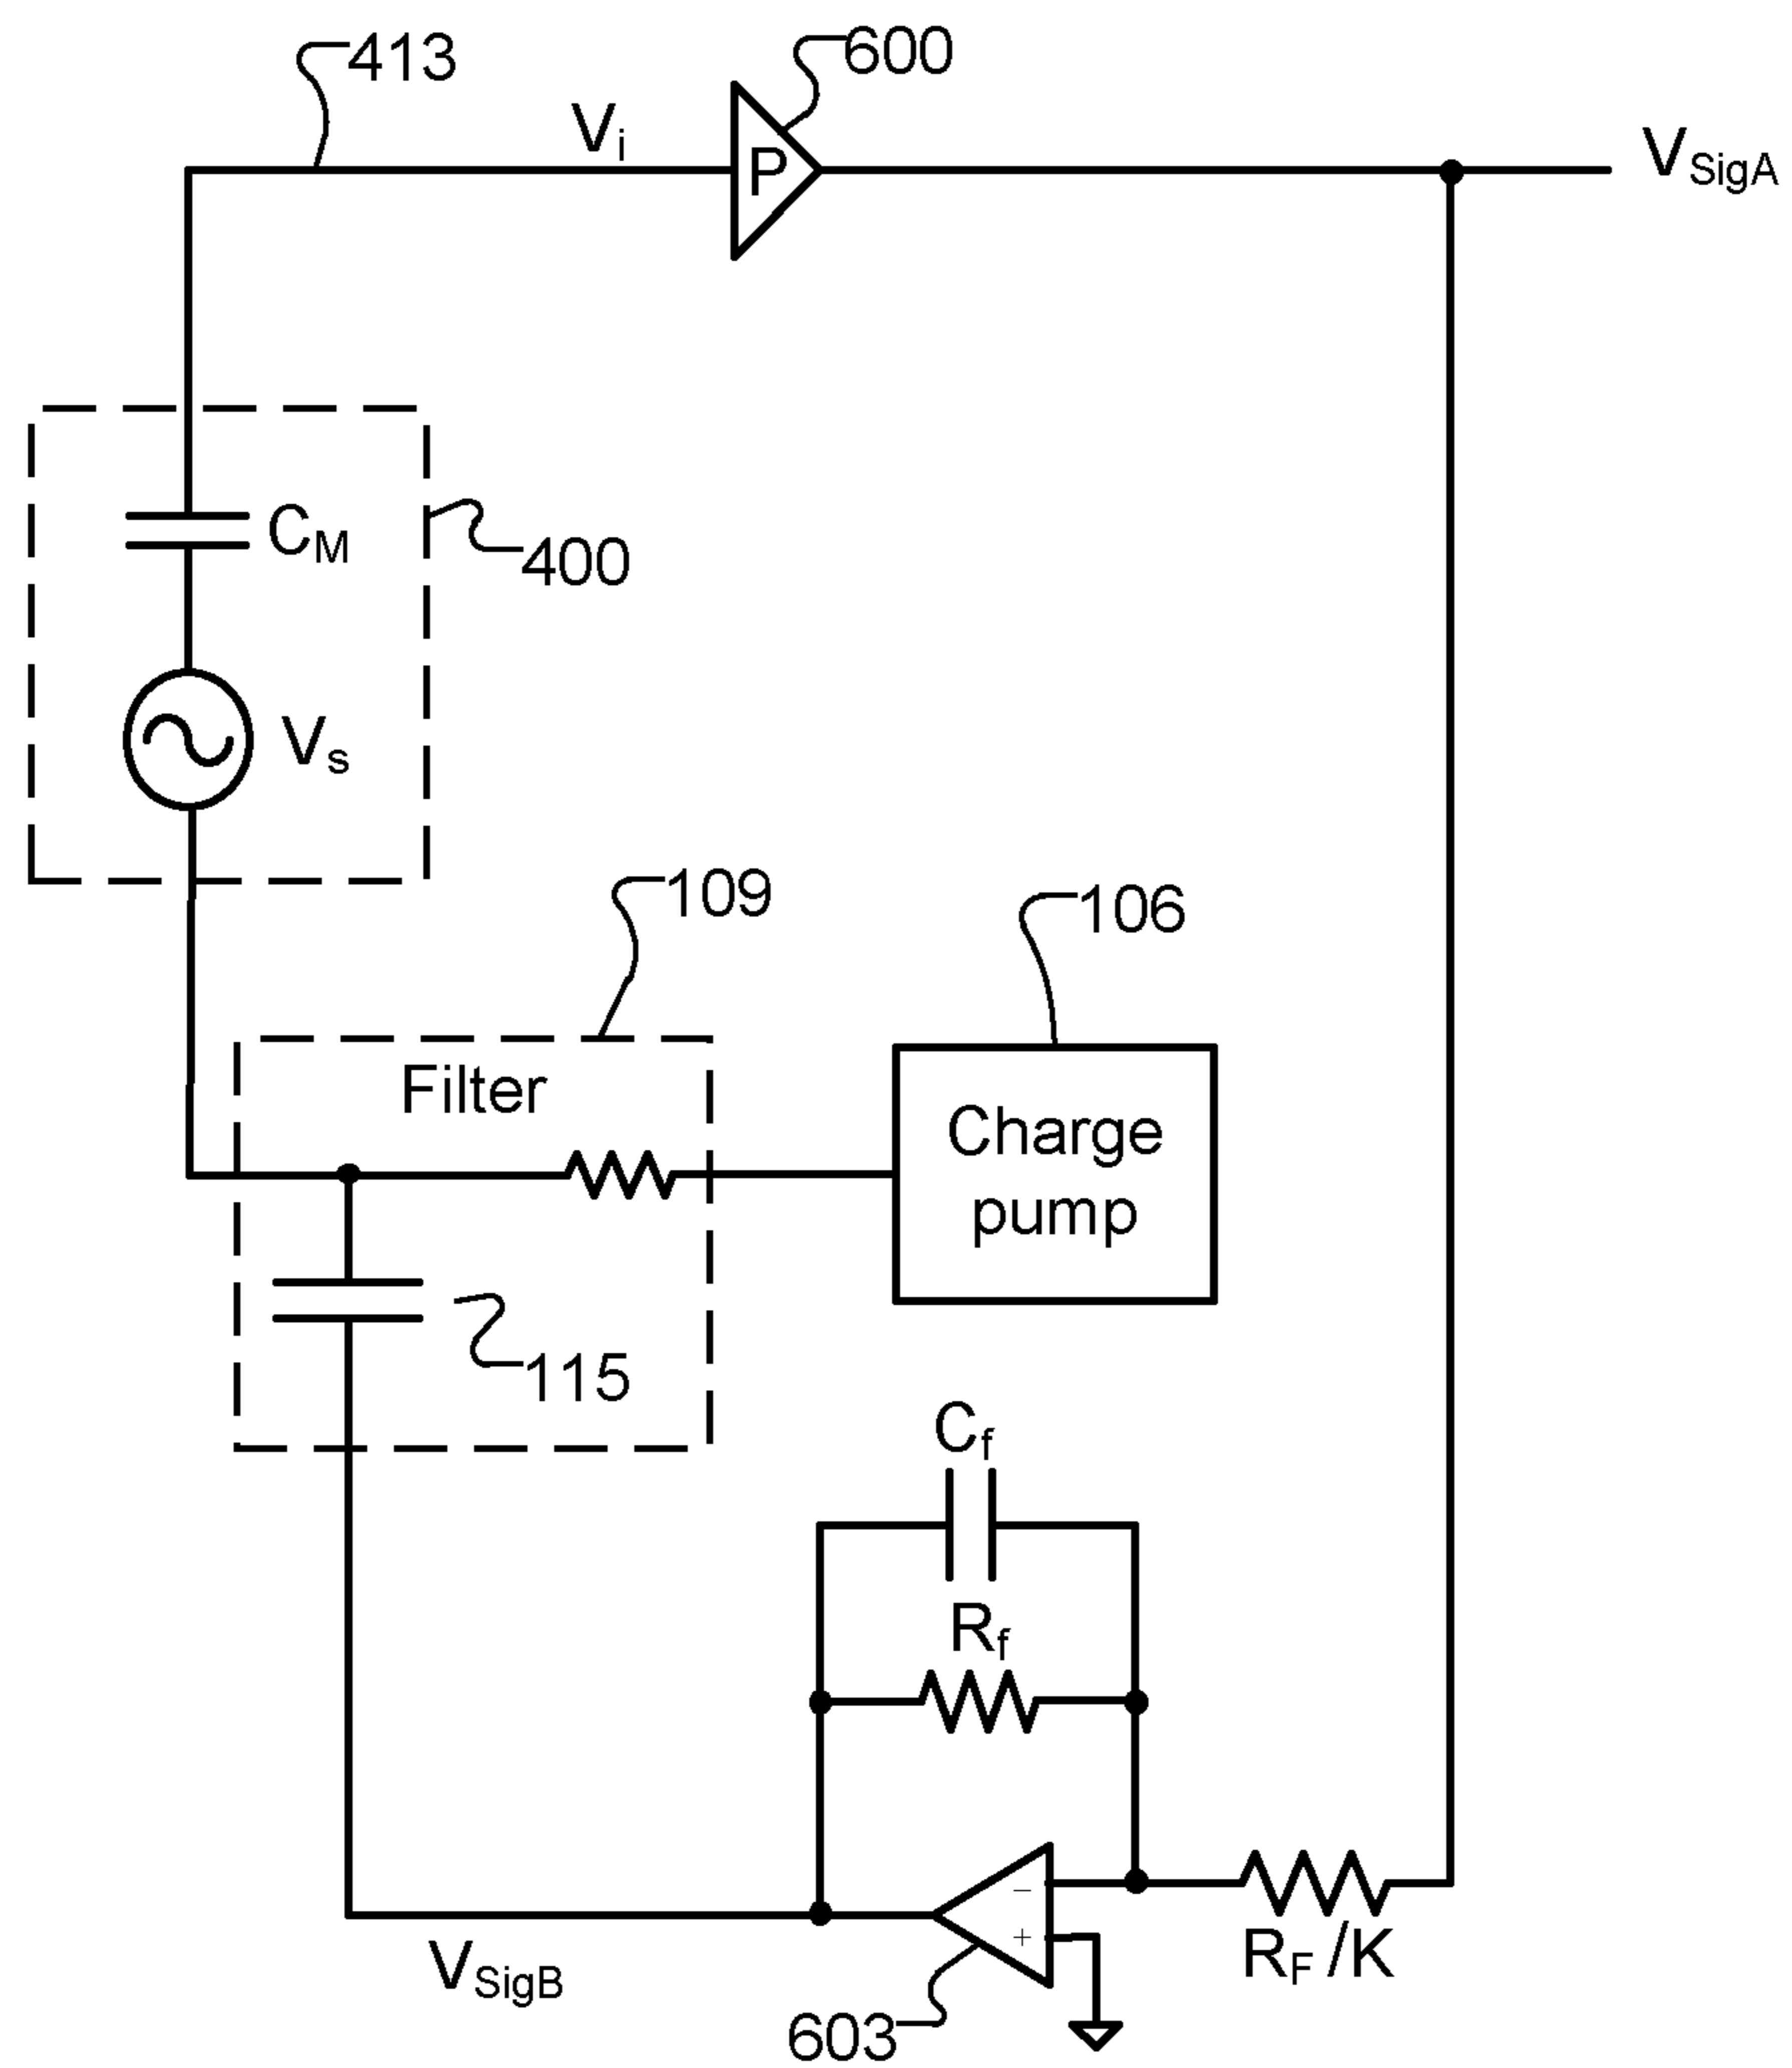 413
600
Vi
P
VSigA
CM
400
Vs
109
106
Filter
Charge
pump
115
Cf
Rf
−
+
RF/K
VSigB
603